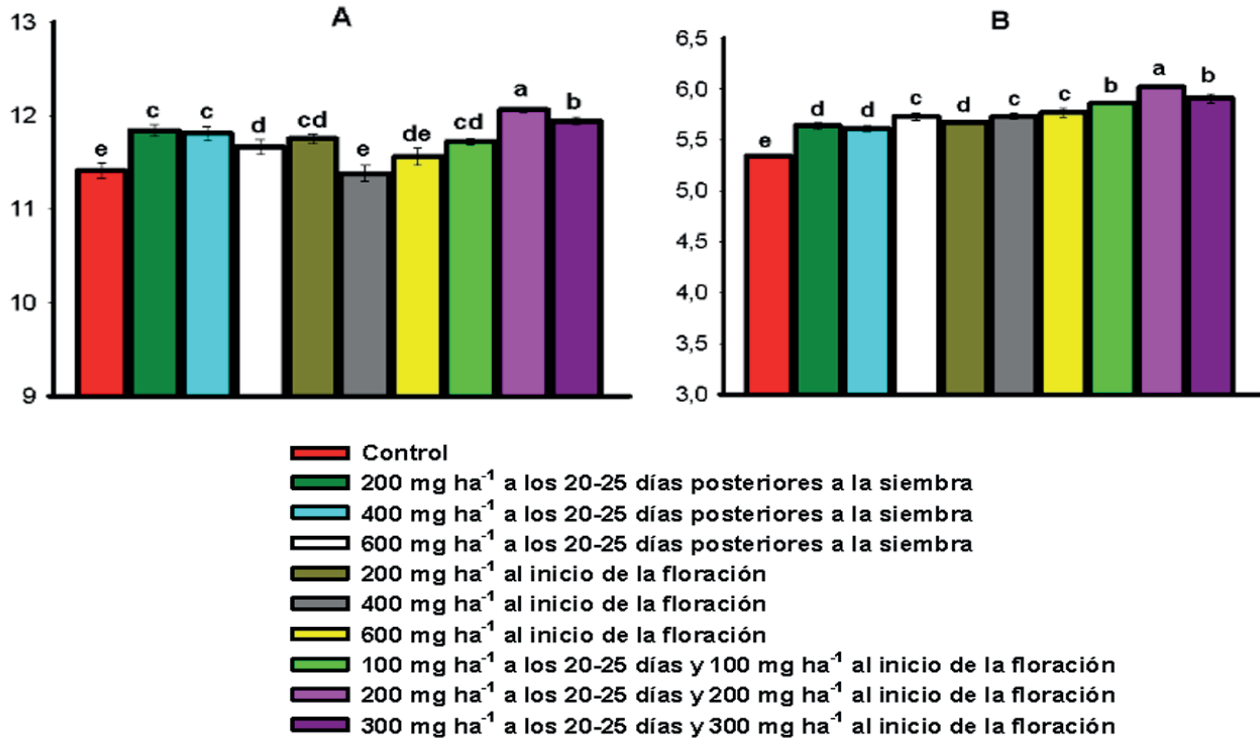 A
13
12
11
10
9
e
c
c
d
cd
e
de
cd
a
b
B
6,5
6,0
5,5
5,0
4,5
4,0
3,5
3,0
e
d
d
c
d
c
c
b
a
b
Control
200 mg ha⁻¹ a los 20-25 días posteriores a la siembra
400 mg ha⁻¹ a los 20-25 días posteriores a la siembra
600 mg ha⁻¹ a los 20-25 días posteriores a la siembra
200 mg ha⁻¹ al inicio de la floración
400 mg ha⁻¹ al inicio de la floración
600 mg ha⁻¹ al inicio de la floración
100 mg ha⁻¹ a los 20-25 días y 100 mg ha⁻¹ al inicio de la floración
200 mg ha⁻¹ a los 20-25 días y 200 mg ha⁻¹ al inicio de la floración
300 mg ha⁻¹ a los 20-25 días y 300 mg ha⁻¹ al inicio de la floración